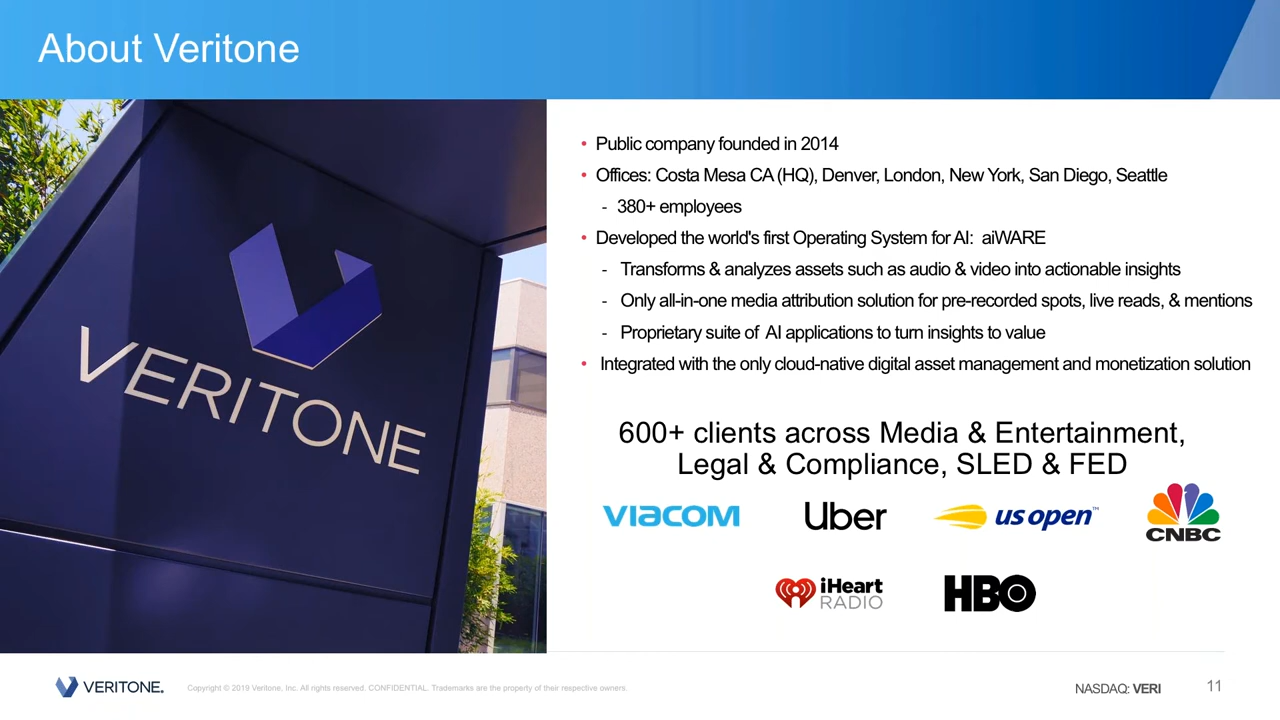 About Veritone
VERITONE
• Public company founded in 2014
• Offices: Costa Mesa CA (HQ), Denver, London, New York, San Diego, Seattle
- 380+ employees
• Developed the world's first Operating System for AI: aiWARE
- Transforms & analyzes assets such as audio & video into actionable insights
- Only all-in-one media attribution solution for pre-recorded spots, live reads, & mentions
- Proprietary suite of AI applications to turn insights to value
• Integrated with the only cloud-native digital asset management and monetization solution
600+ clients across Media & Entertainment,
Legal & Compliance, SLED & FED
VIACOM
Uber
us open™
CNBC
iHeart
RADIO
HBO
VERITONE.
Copyright © 2019 Veritone, Inc. All rights reserved. CONFIDENTIAL. Trademarks are the property of their respective owners.
NASDAQ: VERI
11